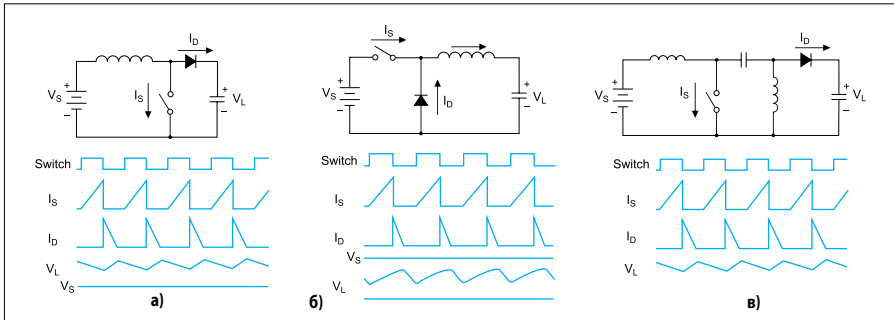 I_D
V_S
+
−
I_S
+
−
V_L
Switch
I_S
I_D
V_L
V_S
а)
I_S
V_S
+
−
I_D
+
−
V_L
Switch
I_S
I_D
V_S
V_L
б)
I_D
V_S
+
−
I_S
+
−
V_L
Switch
I_S
I_D
V_L
в)